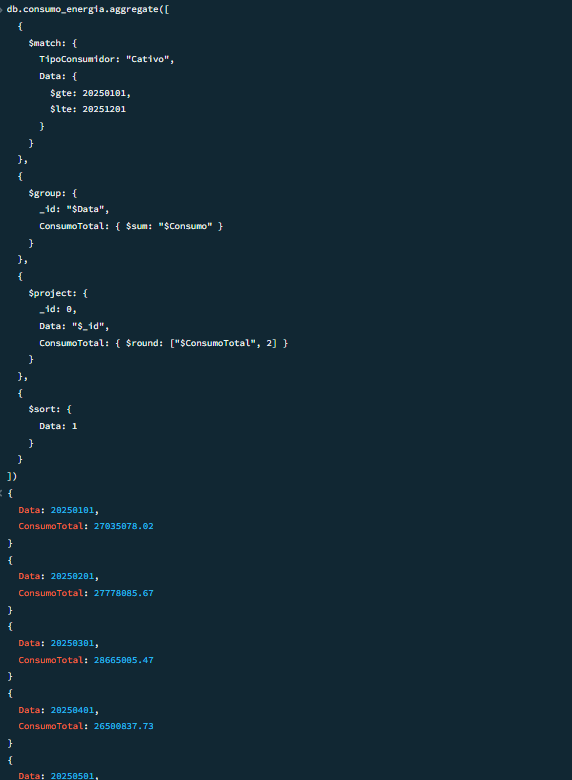 db.consumo_energia.aggregate([
  {
    $match: {
      TipoConsumidor: "Cativo",
      Data: {
        $gte: 20250101,
        $lte: 20251201
      }
    }
  },
  {
    $group: {
      _id: "$Data",
      ConsumoTotal: { $sum: "$Consumo" }
    }
  },
  {
    $project: {
      _id: 0,
      Data: "$_id",
      ConsumoTotal: { $round: ["$ConsumoTotal", 2] }
    }
  },
  {
    $sort: {
      Data: 1
    }
  }
])
{
  Data: 20250101,
  ConsumoTotal: 27035078.02
}
{
  Data: 20250201,
  ConsumoTotal: 27778085.67
}
{
  Data: 20250301,
  ConsumoTotal: 28665005.47
}
{
  Data: 20250401,
  ConsumoTotal: 26500837.73
}
{
  Data: 20250501,